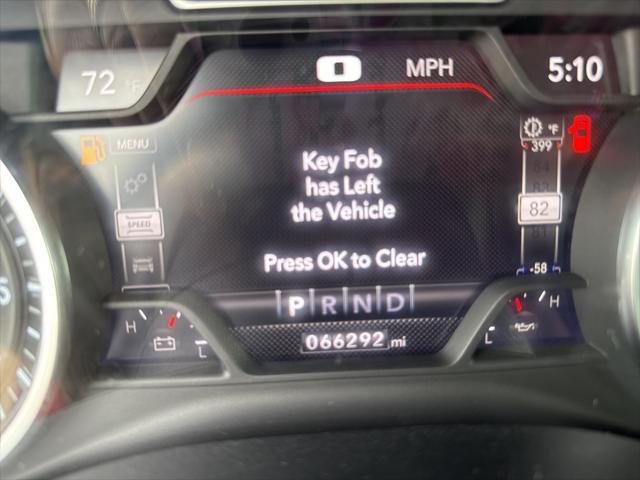 72 °F
0 MPH
5:10
MENU
°F
399
Key Fob
has Left
the Vehicle
SPEED
82
Press OK to Clear
-58
P R N D
H
H
066292 mi
L
L